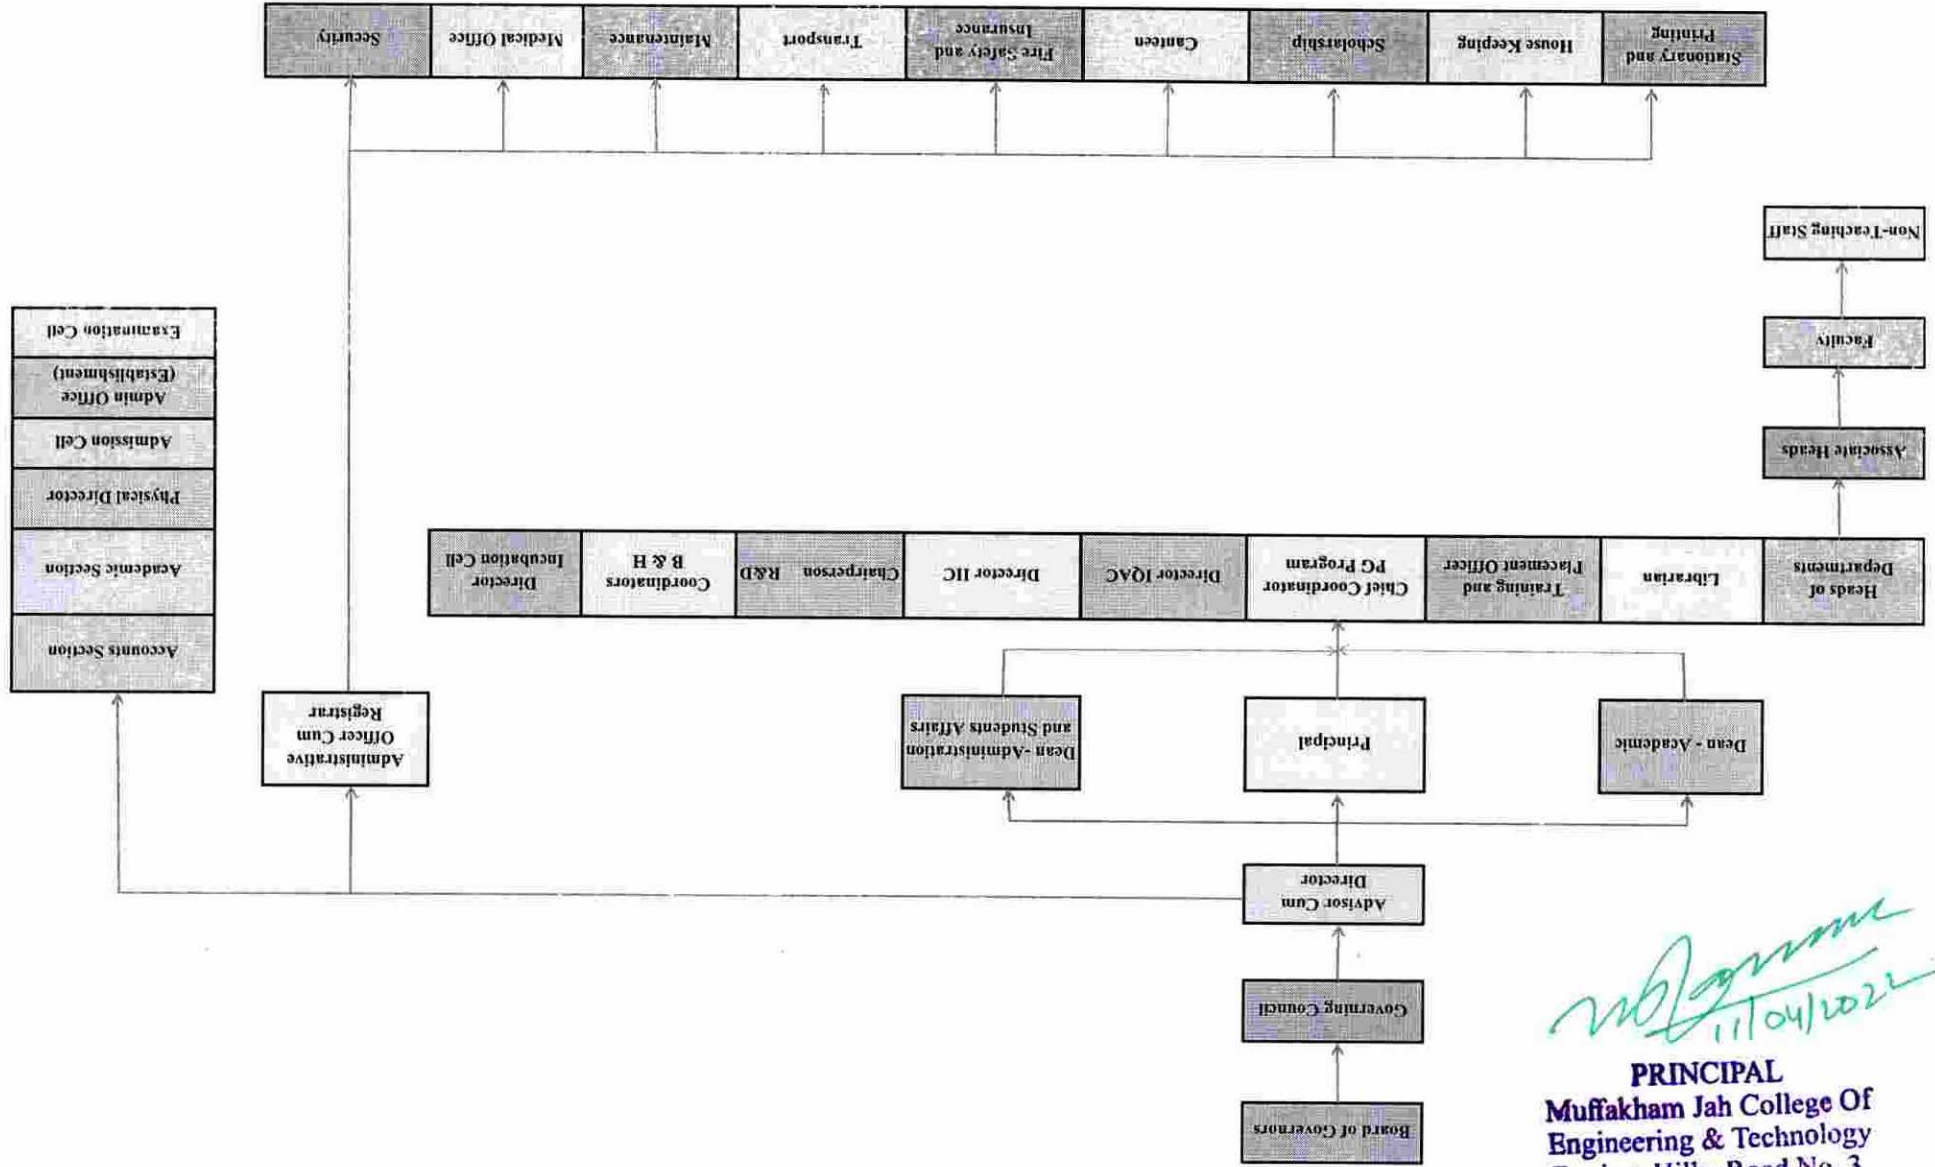 Board of Governors
Governing Council
Advisor Cum
Director
Dean - Academic
Principal
Dean -Administration
and Students Affairs
Administrative
Officer Cum
Registrar
Accounts Section
Academic Section
Physical Director
Admission Cell
Admin Office
(Establishment)
Examination Cell
Heads of
Departments
Librarian
Training and
Placement Officer
Chief Coordinator
PG Program
Director IQAC
Director IIC
Chairperson R&D
Coordinators
B & H
Director
Incubation Cell
Associate Heads
Faculty
Non-Teaching Staff
Stationary and
Printing
House Keeping
Scholarship
Canteen
Fire Safety and
Insurance
Transport
Maintenance
Medical Office
Security
11/04/2022
PRINCIPAL
Muffakham Jah College Of
Engineering & Technology
Road No. 3